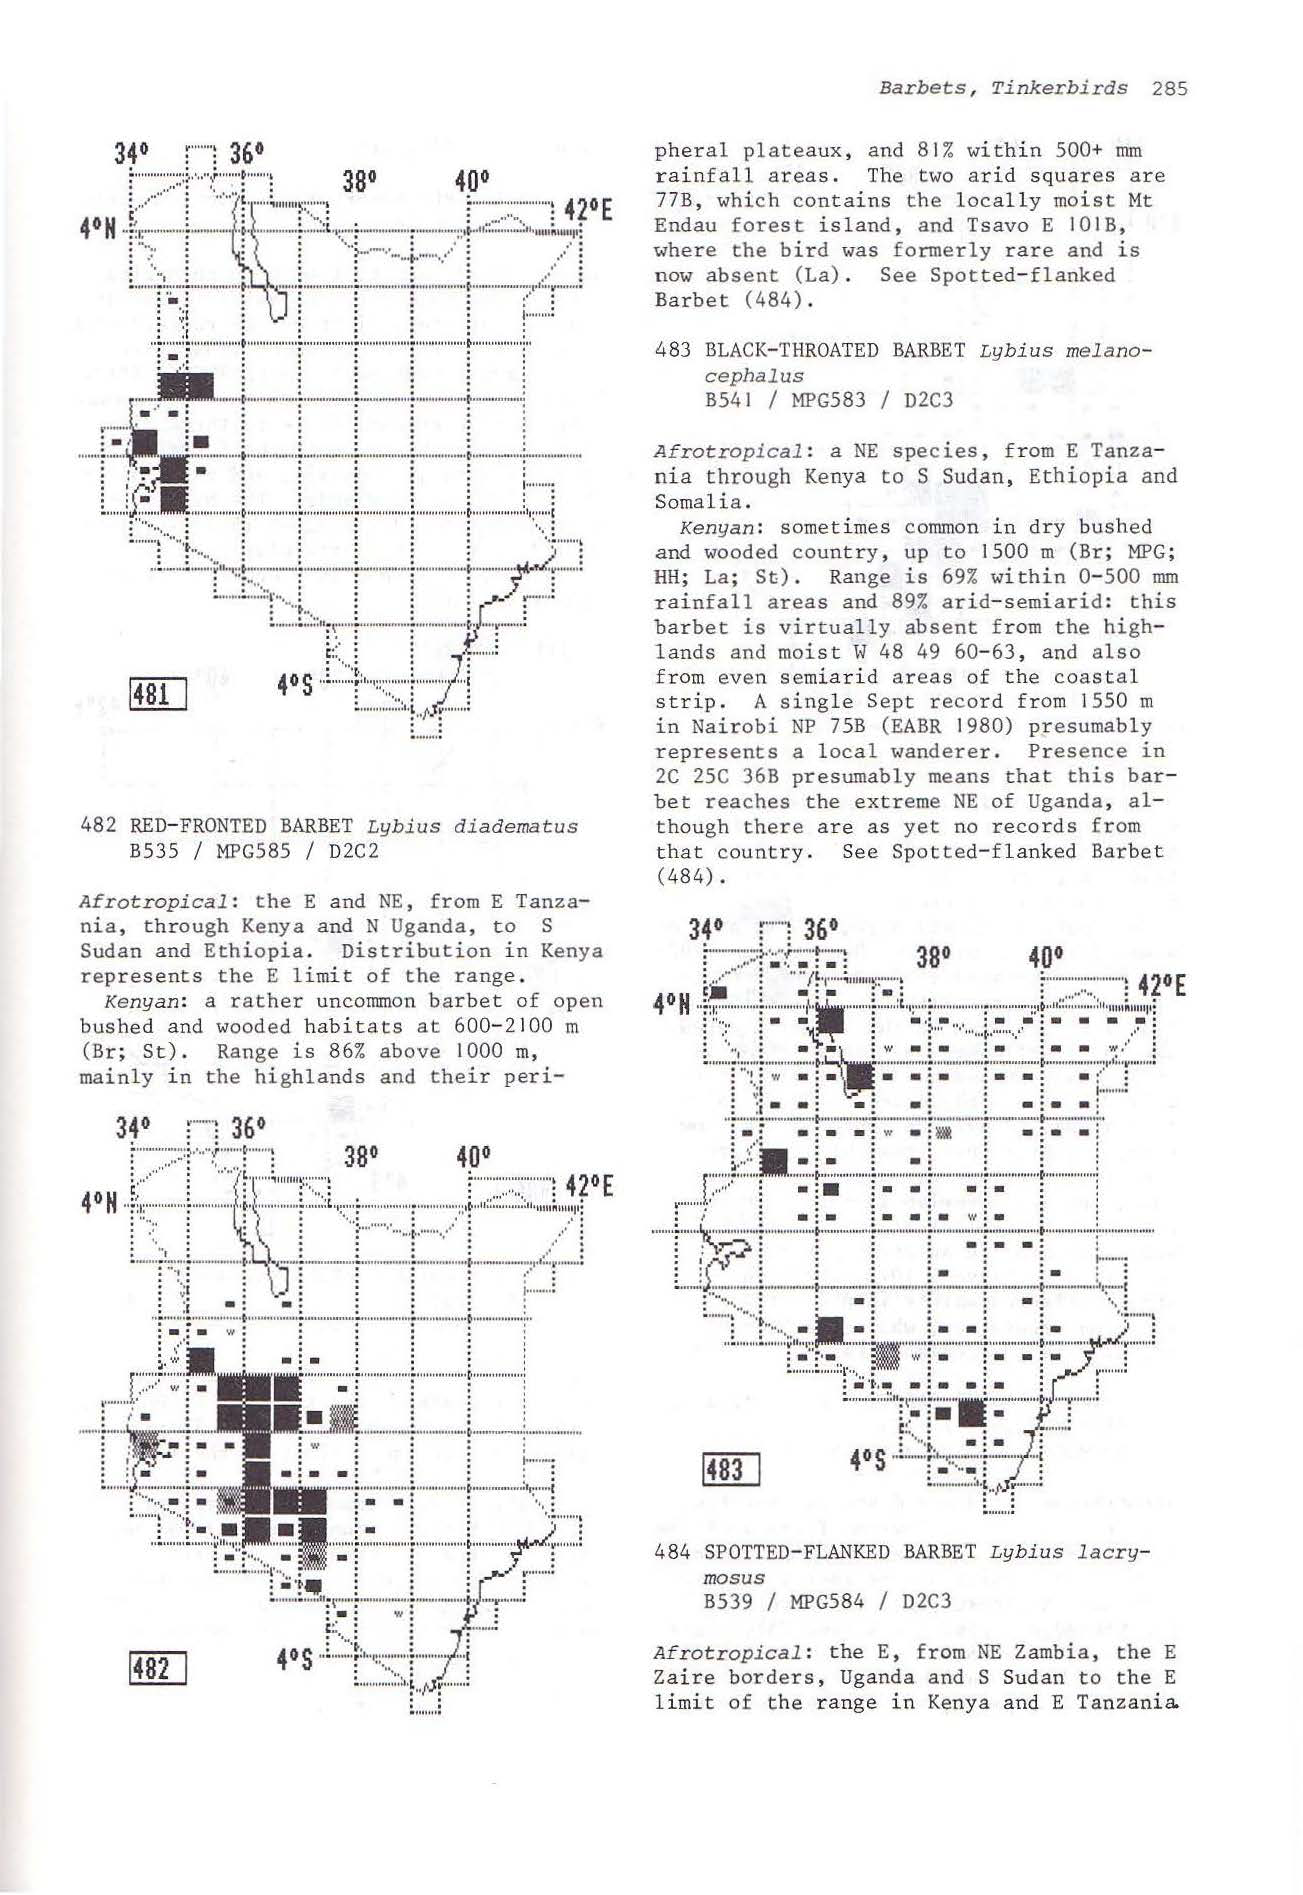 Barbets, Tinkerbirds 285
34° 36°
38° 40°
42°E
4°N
481
4°S
482 RED-FRONTED BARBET Lybius diadematus
B535 / MPG585 / D2C2
Afrotropical: the E and NE, from E Tanza-
nia, through Kenya and N Uganda, to S
Sudan and Ethiopia. Distribution in Kenya
represents the E limit of the range.
Kenyan: a rather uncommon barbet of open
bushed and wooded habitats at 600-2100 m
(Br; St). Range is 86% above 1000 m,
mainly in the highlands and their peri-
34° 36°
38° 40°
42°E
4°N
w
w
w
w
w
482
4°S
pheral plateaux, and 81% within 500+ mm
rainfall areas. The two arid squares are
77B, which contains the locally moist Mt
Endau forest island, and Tsavo E 101B,
where the bird was formerly rare and is
now absent (La). See Spotted-flanked
Barbet (484).
483 BLACK-THROATED BARBET Lybius melano-
cephalus
B541 / MPG583 / D2C3
Afrotropical: a NE species, from E Tanza-
nia through Kenya to S Sudan, Ethiopia and
Somalia.
Kenyan: sometimes common in dry bushed
and wooded country, up to 1500 m (Br; MPG;
HH; La; St). Range is 69% within 0-500 mm
rainfall areas and 89% arid-semiarid: this
barbet is virtually absent from the high-
lands and moist W 48 49 60-63, and also
from even semiarid areas of the coastal
strip. A single Sept record from 1550 m
in Nairobi NP 75B (EABR 1980) presumably
represents a local wanderer. Presence in
2C 25C 36B presumably means that this bar-
bet reaches the extreme NE of Uganda, al-
though there are as yet no records from
that country. See Spotted-flanked Barbet
(484).
34° 36°
38° 40°
42°E
4°N
w w
w
w
w
w
483
4°S
484 SPOTTED-FLANKED BARBET Lybius lacry-
mosus
B539 / MPG584 / D2C3
Afrotropical: the E, from NE Zambia, the E
Zaire borders, Uganda and S Sudan to the E
limit of the range in Kenya and E Tanzania.